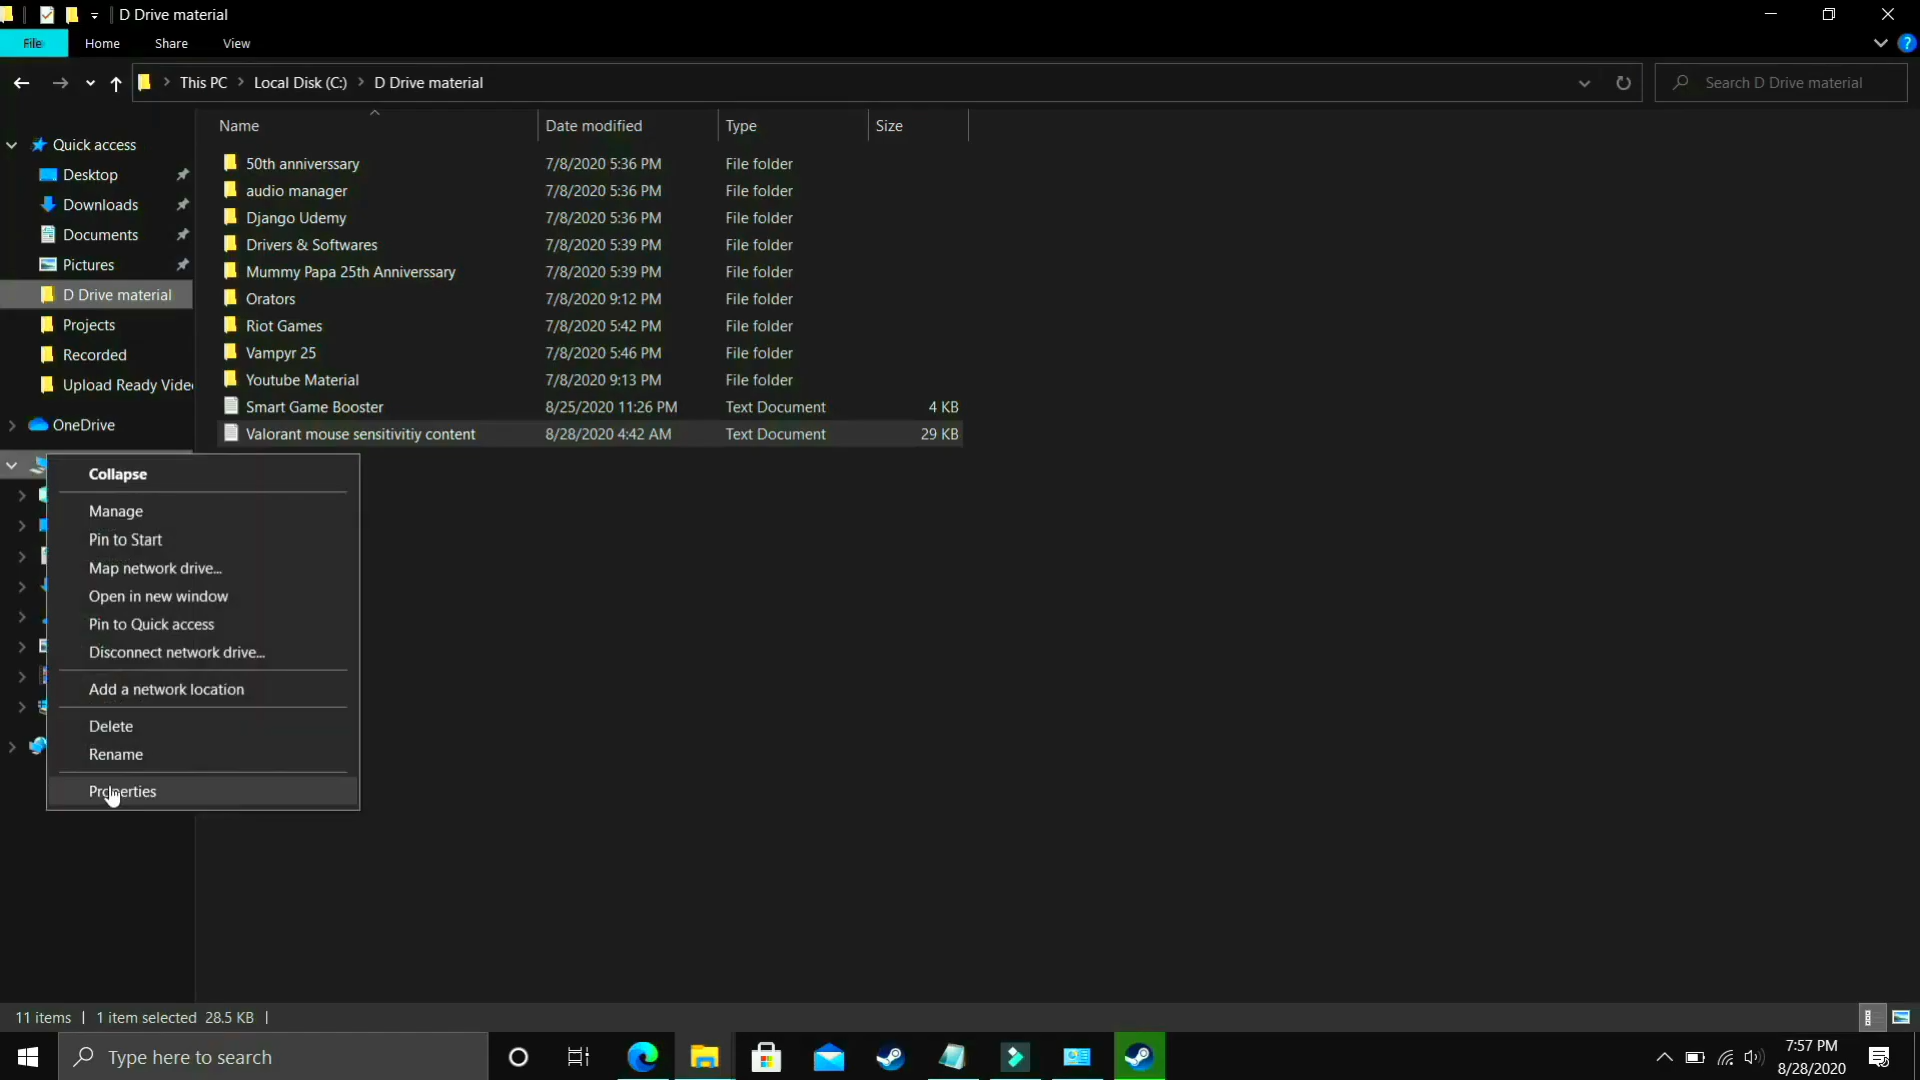 D Drive material
File
Home
Share
View
This PC > Local Disk (C:) > D Drive material
Search D Drive material
Name
Date modified
Type
Size
Quick access
Desktop
Downloads
Documents
Pictures
D Drive material
Projects
Recorded
Upload Ready Vide
OneDrive
50th anniverssary 7/8/2020 5:36 PM File folder
audio manager 7/8/2020 5:36 PM File folder
Django Udemy 7/8/2020 5:36 PM File folder
Drivers & Softwares 7/8/2020 5:39 PM File folder
Mummy Papa 25th Anniverssary 7/8/2020 5:39 PM File folder
Orators 7/8/2020 9:12 PM File folder
Riot Games 7/8/2020 5:42 PM File folder
Vampyr 25 7/8/2020 5:46 PM File folder
Youtube Material 7/8/2020 9:13 PM File folder
Smart Game Booster 8/25/2020 11:26 PM Text Document 4 KB
Valorant mouse sensitivitiy content 8/28/2020 4:42 AM Text Document 29 KB
Collapse
Manage
Pin to Start
Map network drive...
Open in new window
Pin to Quick access
Disconnect network drive...
Add a network location
Delete
Rename
Properties
11 items | 1 item selected 28.5 KB |
Type here to search
7:57 PM
8/28/2020